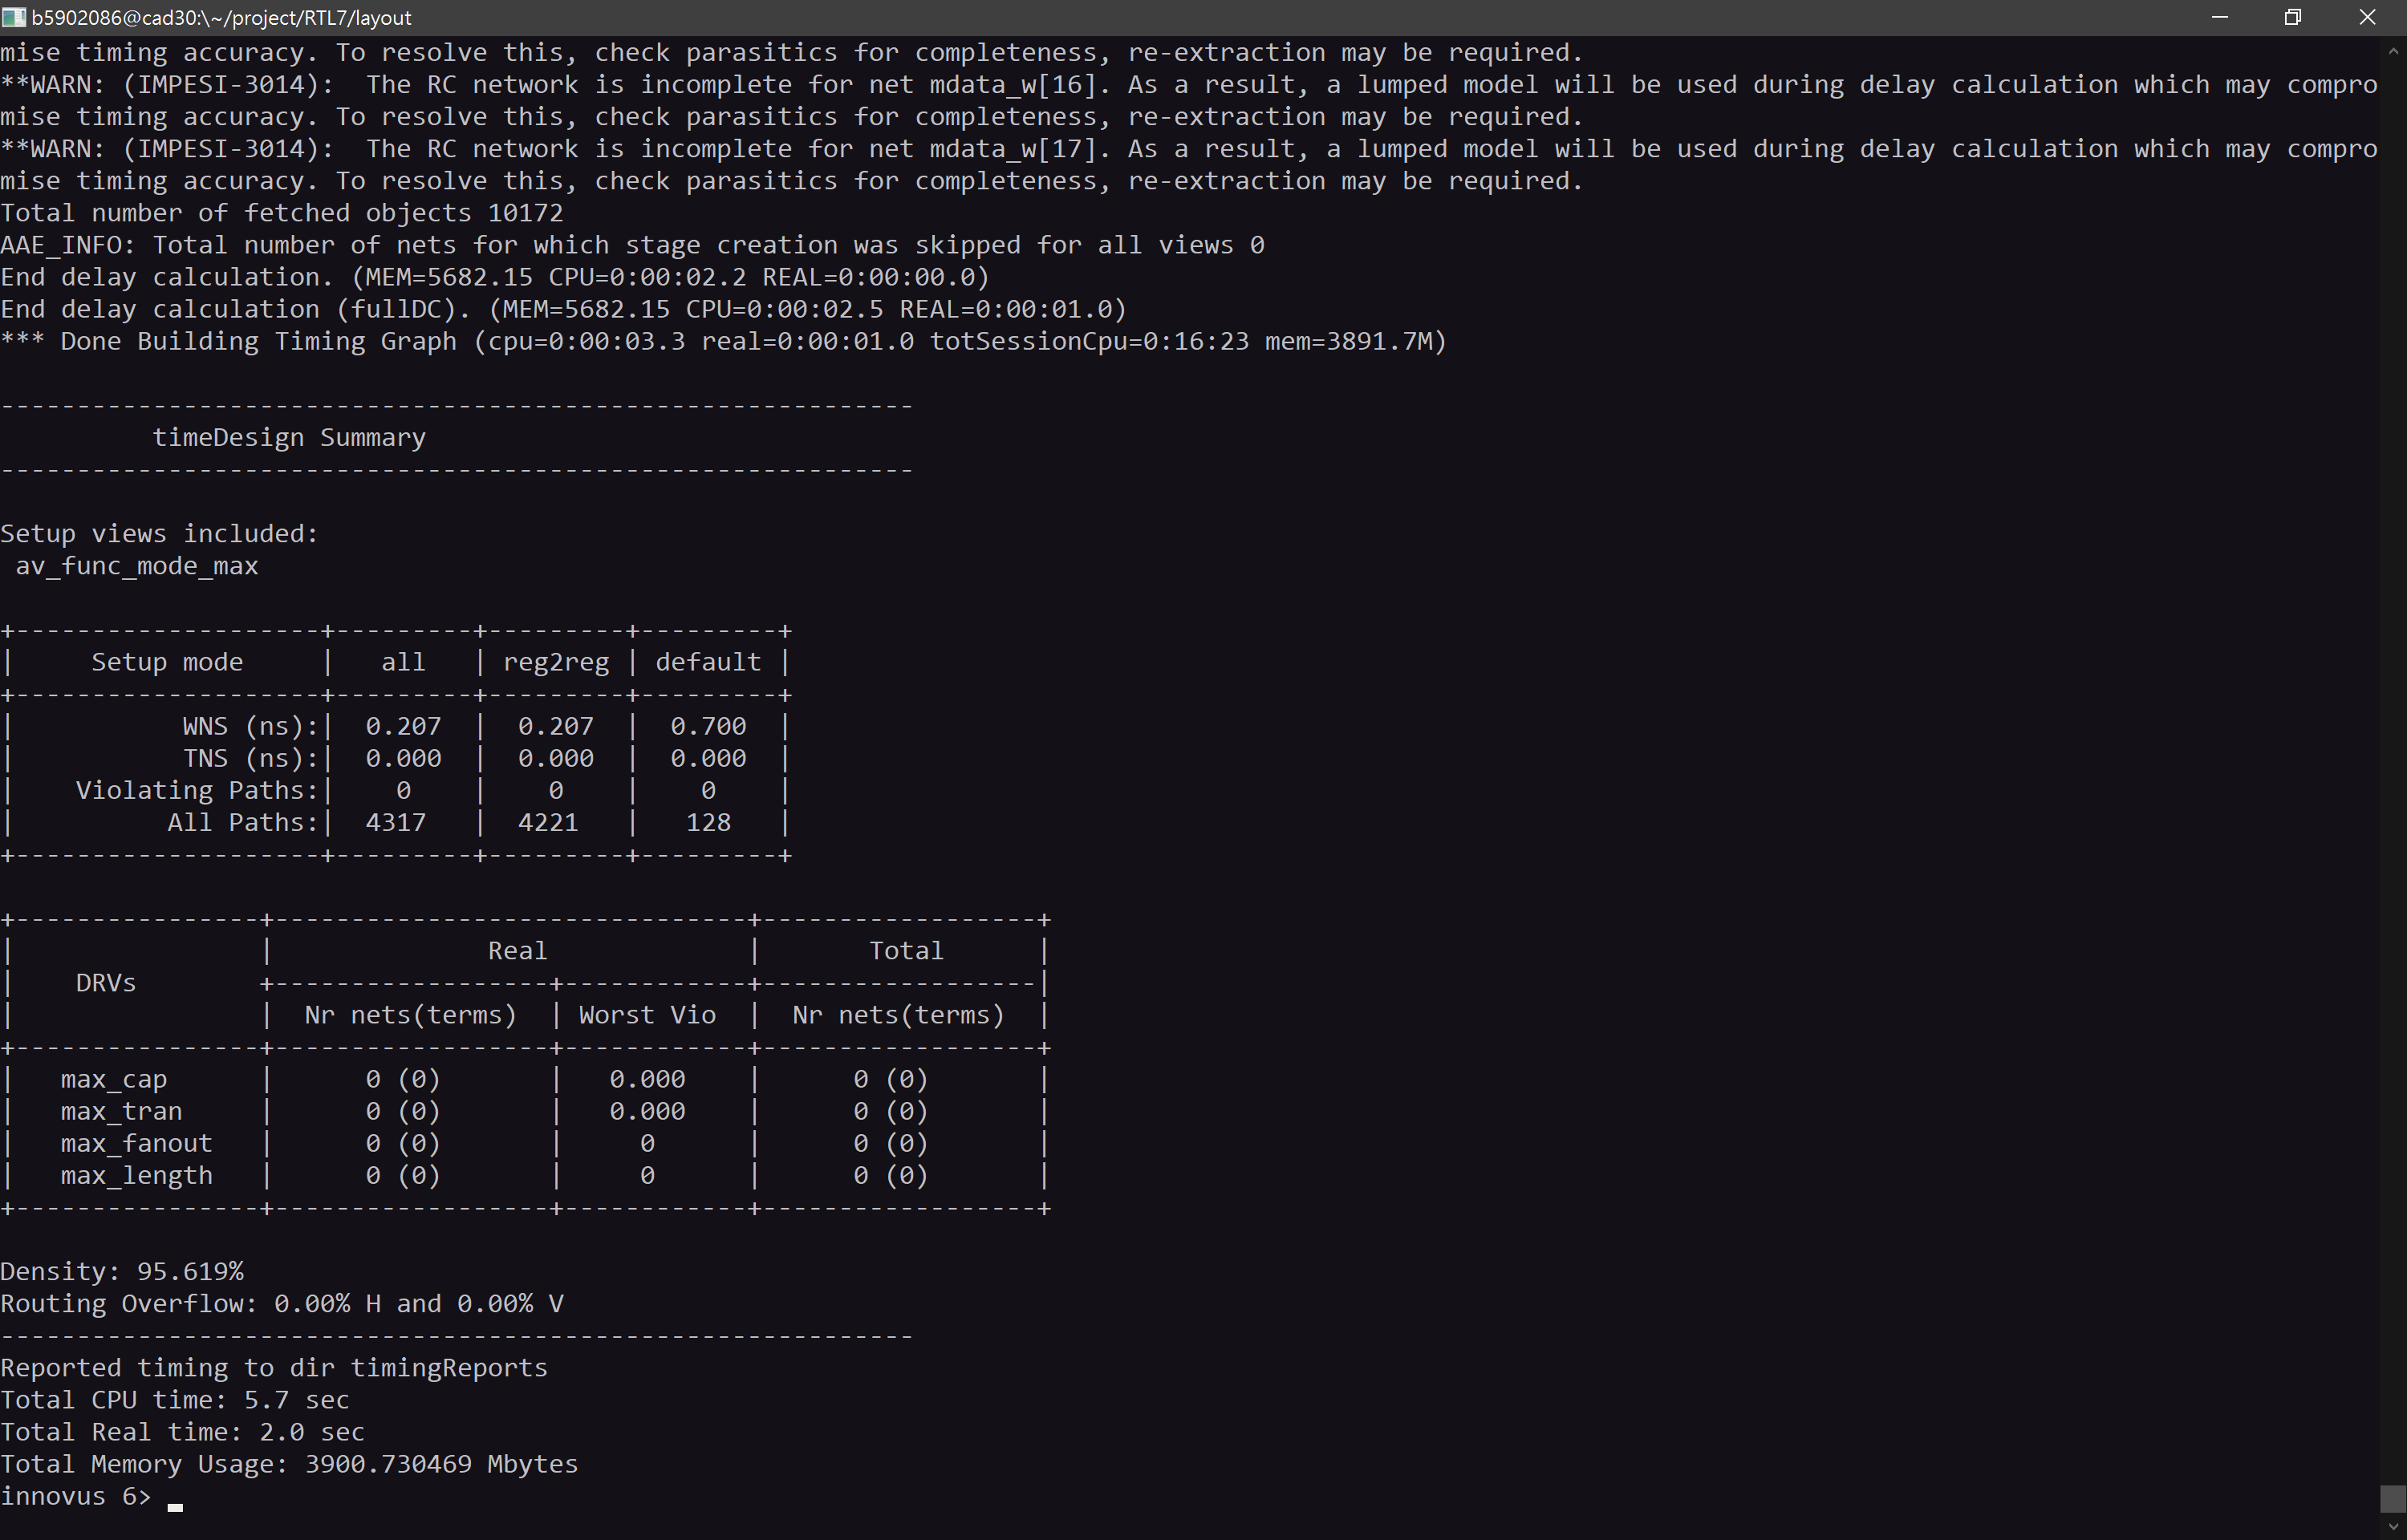 b5902086@cad30:\~/project/RTL7/layout
mise timing accuracy. To resolve this, check parasitics for completeness, re-extraction may be required.
**WARN: (IMPESI-3014):  The RC network is incomplete for net mdata_w[16]. As a result, a lumped model will be used during delay calculation which may compro
mise timing accuracy. To resolve this, check parasitics for completeness, re-extraction may be required.
**WARN: (IMPESI-3014):  The RC network is incomplete for net mdata_w[17]. As a result, a lumped model will be used during delay calculation which may compro
mise timing accuracy. To resolve this, check parasitics for completeness, re-extraction may be required.
Total number of fetched objects 10172
AAE_INFO: Total number of nets for which stage creation was skipped for all views 0
End delay calculation. (MEM=5682.15 CPU=0:00:02.2 REAL=0:00:00.0)
End delay calculation (fullDC). (MEM=5682.15 CPU=0:00:02.5 REAL=0:00:01.0)
*** Done Building Timing Graph (cpu=0:00:03.3 real=0:00:01.0 totSessionCpu=0:16:23 mem=3891.7M)
------------------------------------------------------------
          timeDesign Summary
------------------------------------------------------------
Setup views included:
 av_func_mode_max
+--------------------+---------+---------+---------+
|     Setup mode     |   all   | reg2reg | default |
+--------------------+---------+---------+---------+
|           WNS (ns):|  0.207  |  0.207  |  0.700  |
|           TNS (ns):|  0.000  |  0.000  |  0.000  |
|    Violating Paths:|    0    |    0    |    0    |
|          All Paths:|  4317   |  4221   |   128   |
+--------------------+---------+---------+---------+
+----------------+-------------------------------+------------------+
|                |              Real             |       Total      |
|    DRVs        +------------------+------------+------------------|
|                |  Nr nets(terms)  | Worst Vio  |  Nr nets(terms)  |
+----------------+------------------+------------+------------------+
|   max_cap      |      0 (0)       |   0.000    |      0 (0)       |
|   max_tran     |      0 (0)       |   0.000    |      0 (0)       |
|   max_fanout   |      0 (0)       |     0      |      0 (0)       |
|   max_length   |      0 (0)       |     0      |      0 (0)       |
+----------------+------------------+------------+------------------+
Density: 95.619%
Routing Overflow: 0.00% H and 0.00% V
------------------------------------------------------------
Reported timing to dir timingReports
Total CPU time: 5.7 sec
Total Real time: 2.0 sec
Total Memory Usage: 3900.730469 Mbytes
innovus 6>